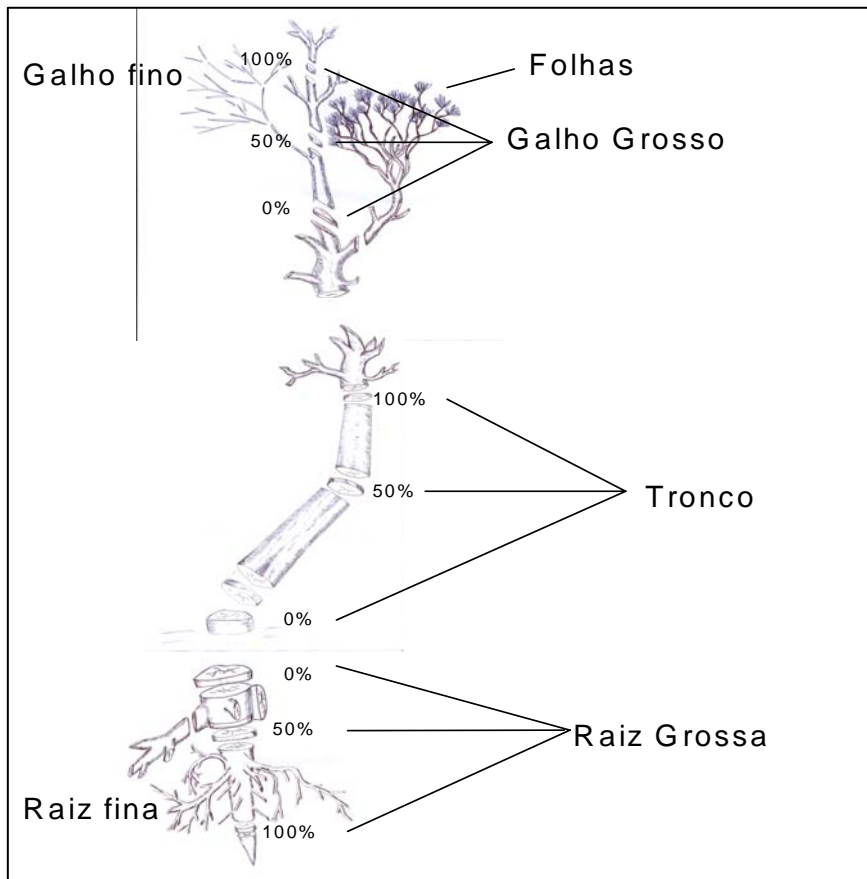 100%
Folhas
Galho fino
50%
Galho Grosso
0%
100%
50%
Tronco
0%
0%
50%
Raiz Grossa
Raiz fina
100%